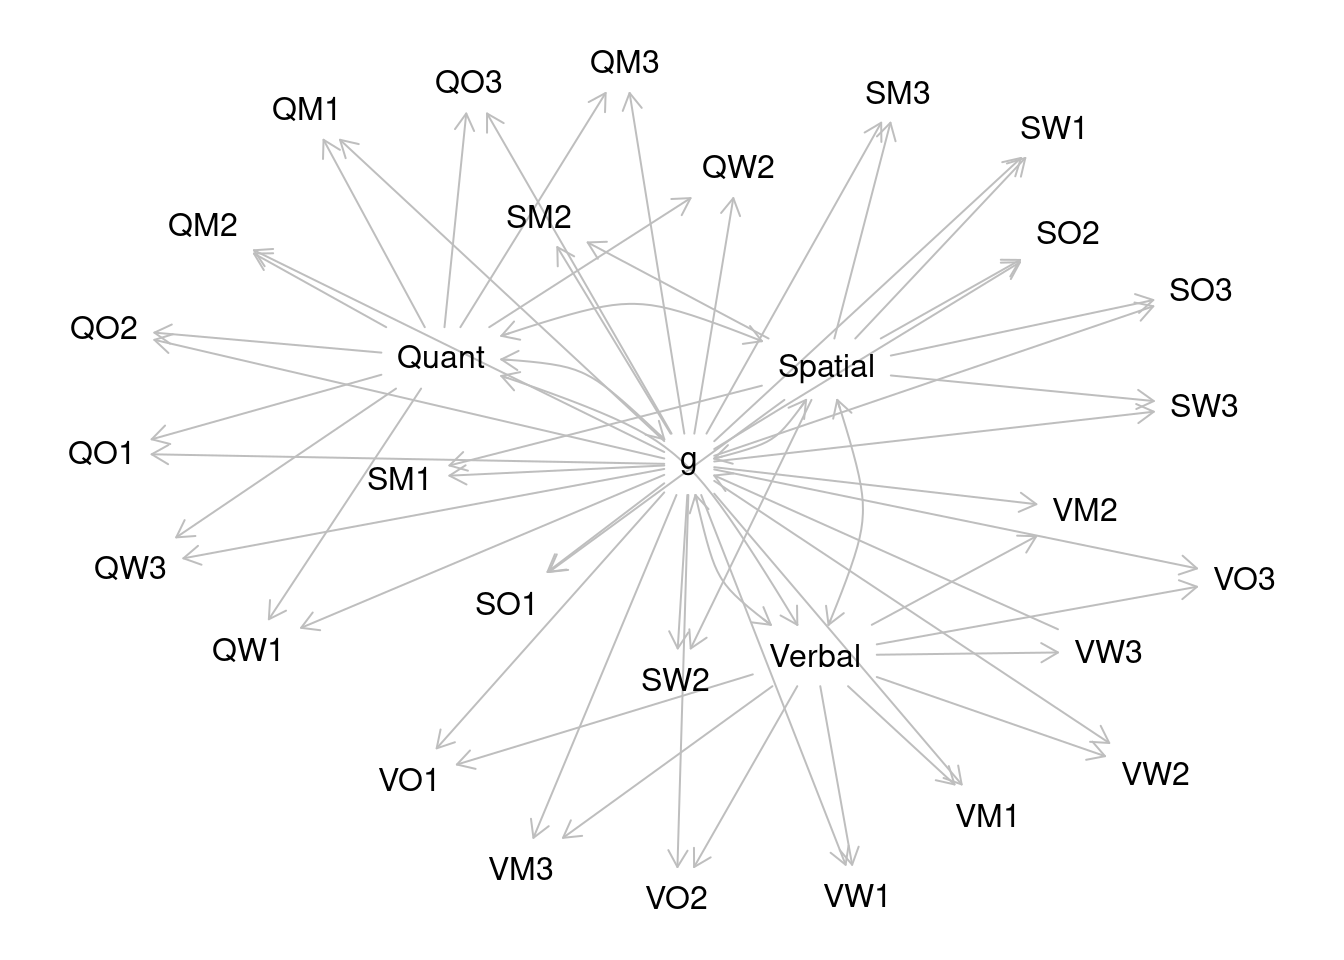 QM3
QO3
SM3
QM1
SW1
QW2
SM2
QM2
SO2
SO3
QO2
Quant
Spatial
SW3
QO1
g
SM1
VM2
QW3
VO3
SO1
QW1
VW3
Verbal
SW2
VW2
VO1
VM1
VM3
VW1
VO2